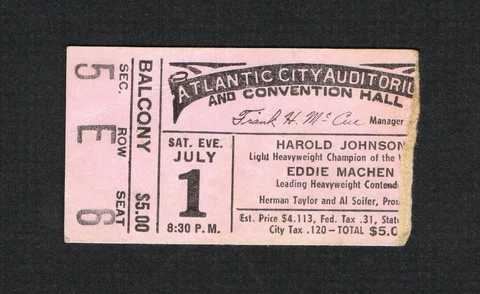 SEC. ROW SEAT
5 E 6
BALCONY $5.00
ATLANTIC CITY AUDITORIU
AND CONVENTION HALL
Frank H. McCue Manager
SAT. EVE.
JULY
1
8:30 P.M.
HAROLD JOHNSON
Light Heavyweight Champion of the
EDDIE MACHEN
Leading Heavyweight Contend
Herman Taylor and Al Soifer, Pro
Est. Price $4.113, Fed. Tax .31, State
City Tax .120—TOTAL $5.0